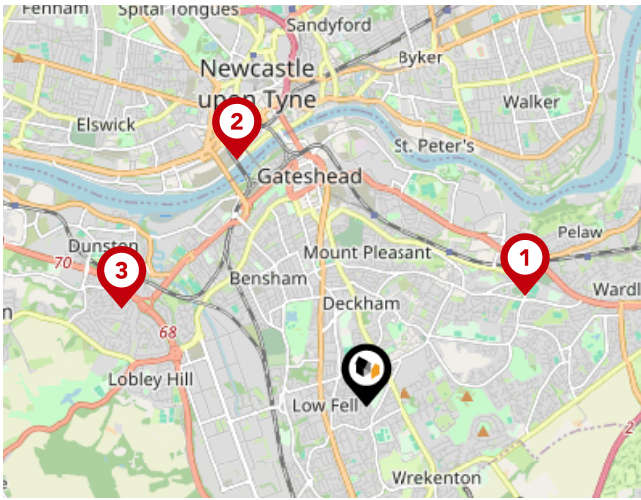 Fenham
Spital Tongues
Sandyford
Byker
Newcastle
upon Tyne
Walker
2
Elswick
St. Peter's
Gateshead
Pelaw
Dunston
70
3
Mount Pleasant
1
Bensham
Deckham
Wardl
68
Lobley Hill
Low Fell
2
Wrekenton